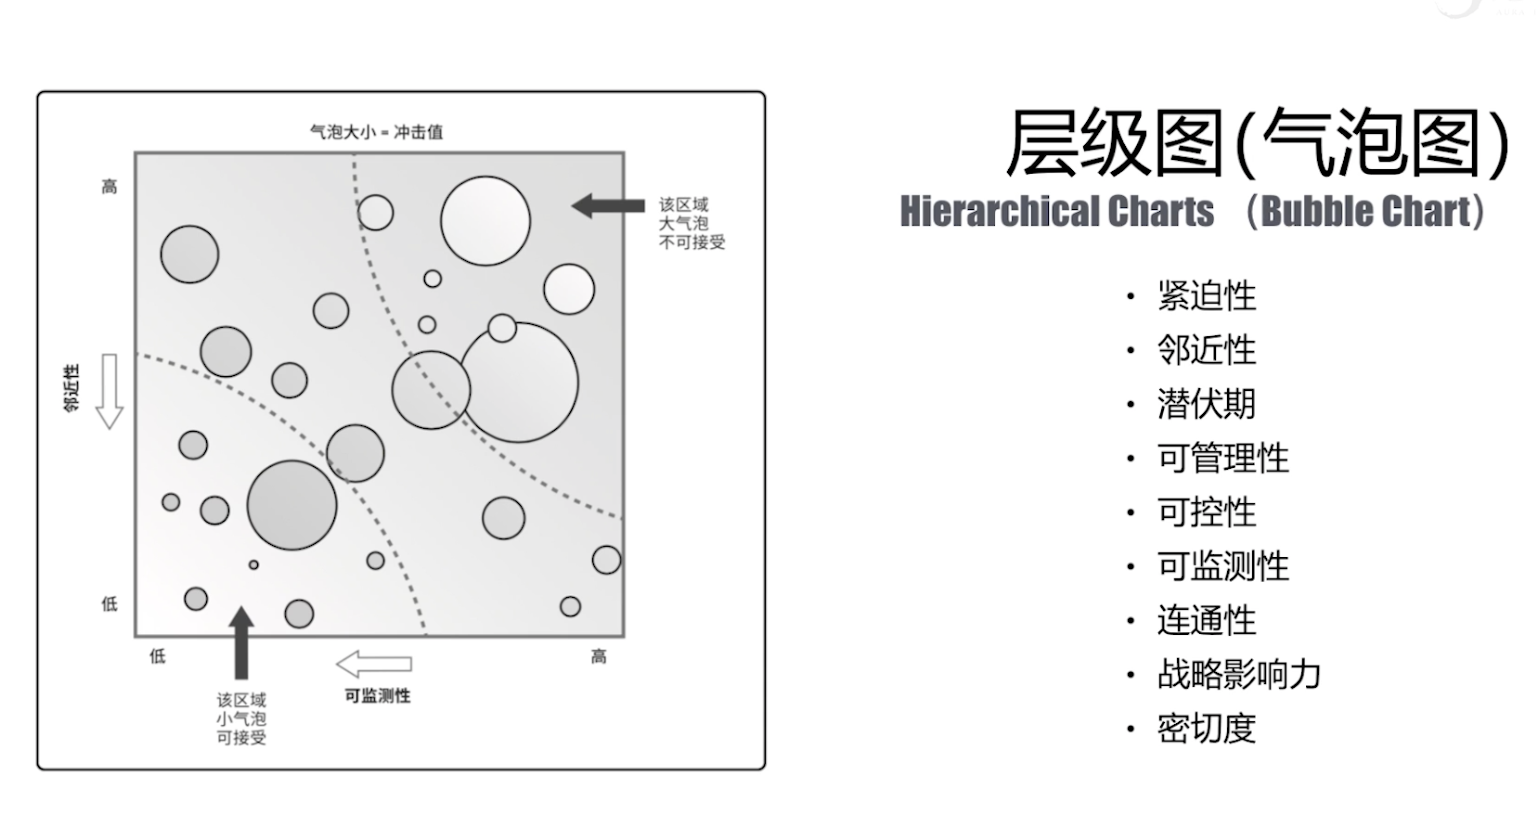 气泡大小 = 冲击值
高
该区域
大气泡
不可接受
邻近性
低
低
高
可监测性
该区域
小气泡
可接受
层级图(气泡图)
Hierarchical Charts （Bubble Chart）
· 紧迫性
· 邻近性
· 潜伏期
· 可管理性
· 可控性
· 可监测性
· 连通性
· 战略影响力
· 密切度